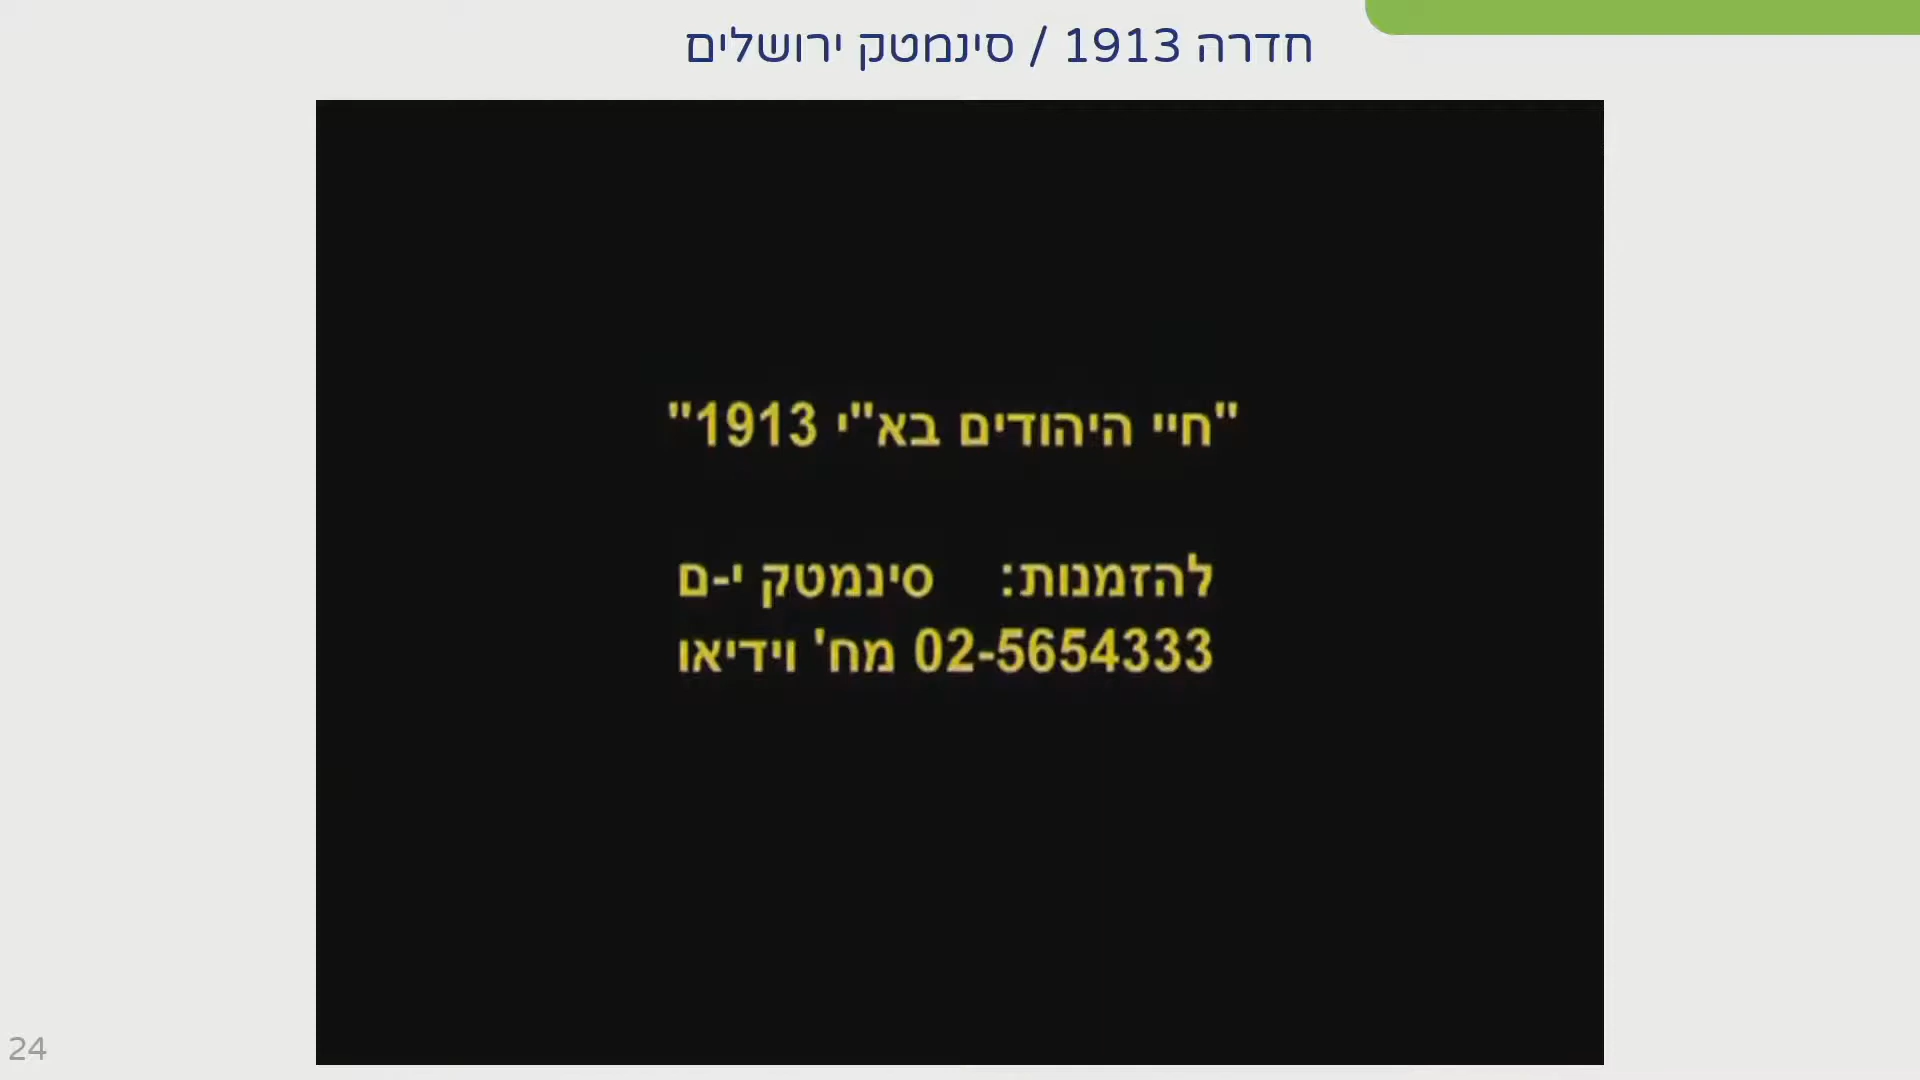 חדרה 1913 / סינמטק ירושלים
"חיי היהודים בא"י 1913"
להזמנות: סינמטק י-ם
02-5654333 מח' וידיאו
24